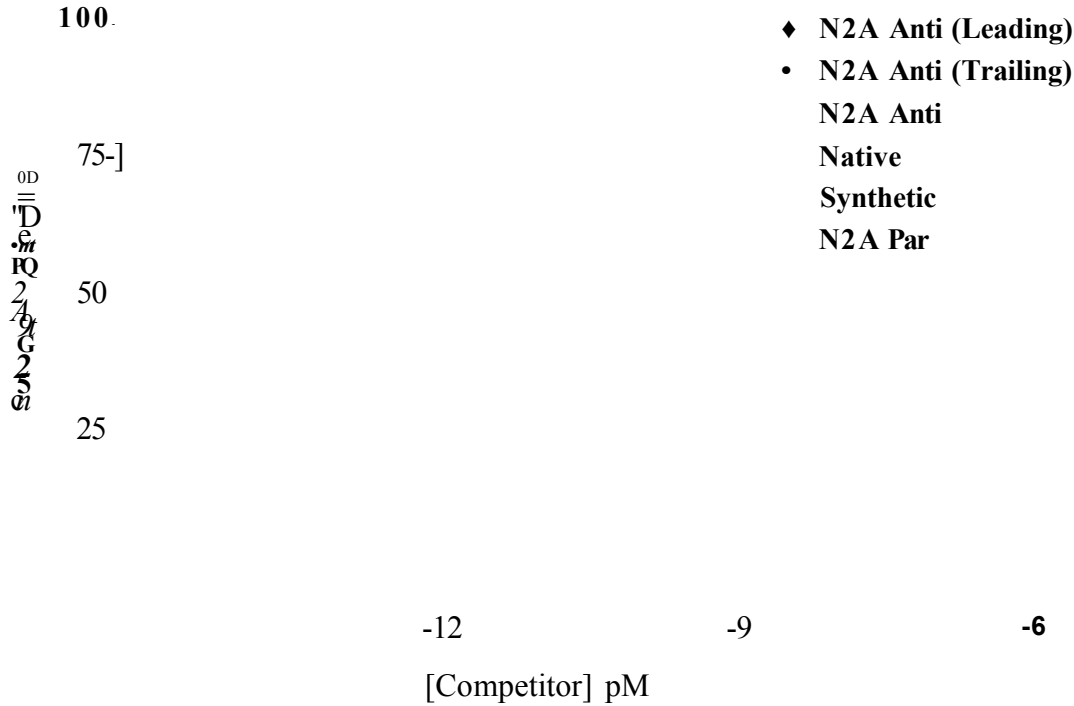 100
♦ N2A Anti (Leading)
• N2A Anti (Trailing)
N2A Anti
75-]
Native
Synthetic
N2A Par
50
25
-12 -9 -6
[Competitor] pM